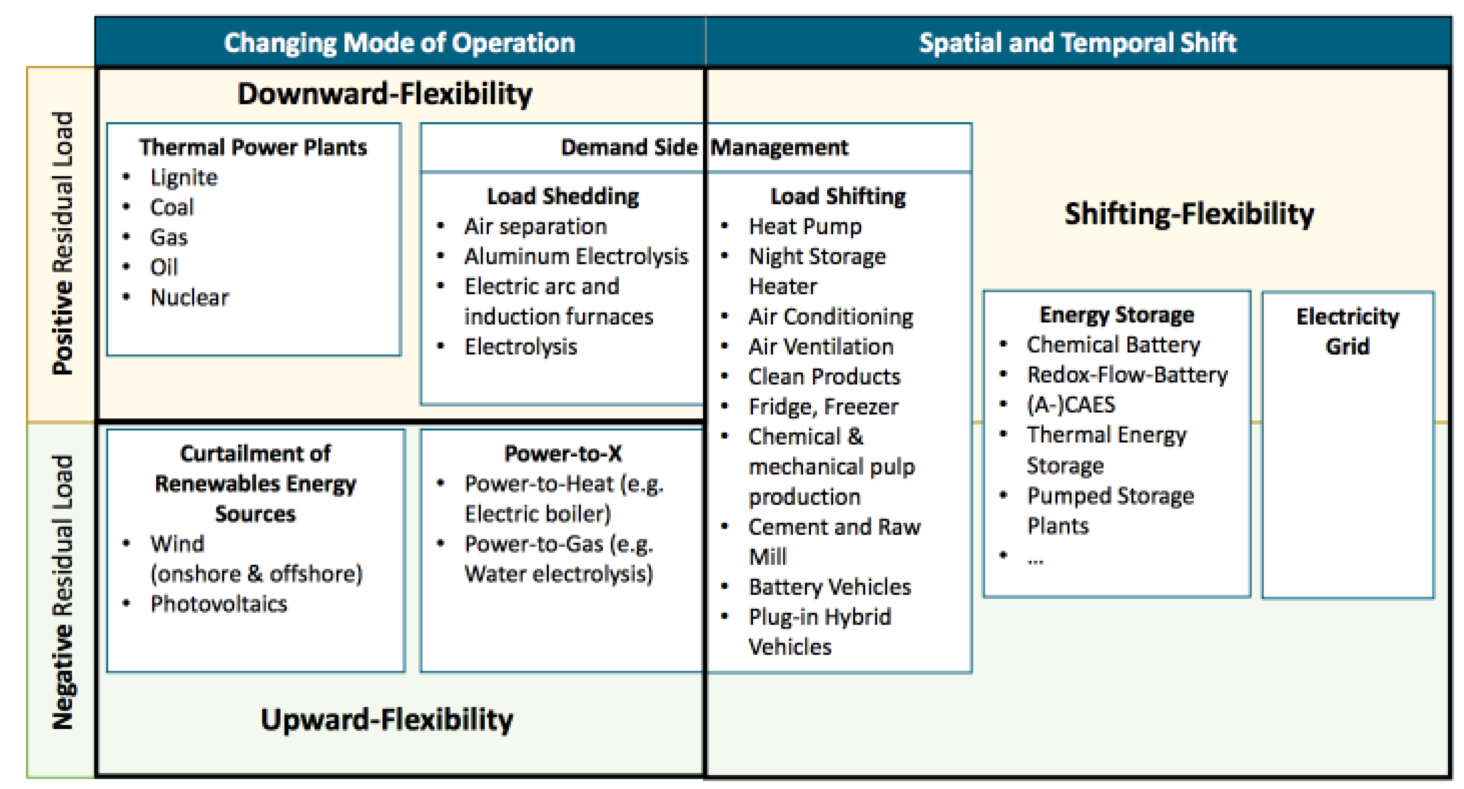 Changing Mode of Operation
Spatial and Temporal Shift
Positive Residual Load
Downward-Flexibility
Thermal Power Plants
• Lignite
• Coal
• Gas
• Oil
• Nuclear
Demand Side Management
Load Shedding
• Air separation
• Aluminum Electrolysis
• Electric arc and
induction furnaces
• Electrolysis
Load Shifting
• Heat Pump
• Night Storage
Heater
• Air Conditioning
• Air Ventilation
• Clean Products
• Fridge, Freezer
• Chemical &
mechanical pulp
production
• Cement and Raw
Mill
• Battery Vehicles
• Plug-in Hybrid
Vehicles
Shifting-Flexibility
Energy Storage
• Chemical Battery
• Redox-Flow-Battery
• (A-)CAES
• Thermal Energy
Storage
• Pumped Storage
Plants
• ...
Electricity
Grid
Negative Residual Load
Curtailment of
Renewables Energy
Sources
• Wind
(onshore & offshore)
• Photovoltaics
Power-to-X
• Power-to-Heat (e.g.
Electric boiler)
• Power-to-Gas (e.g.
Water electrolysis)
Upward-Flexibility